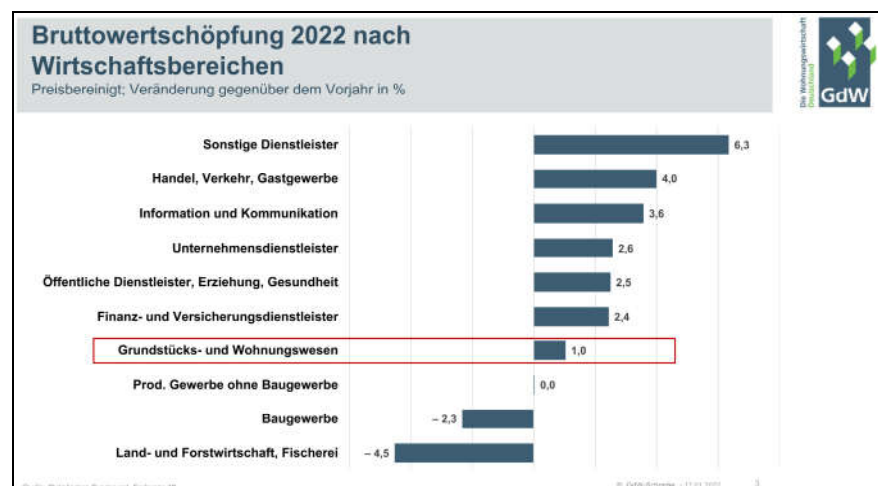 Bruttowertschöpfung 2022 nach
Wirtschaftsbereichen
Preisbereinigt; Veränderung gegenüber dem Vorjahr in %
Die Wohnungswirtschaft
Deutschland
GdW
Sonstige Dienstleister 6,3
Handel, Verkehr, Gastgewerbe 4,0
Information und Kommunikation 3,6
Unternehmensdienstleister 2,6
Öffentliche Dienstleister, Erziehung, Gesundheit 2,5
Finanz- und Versicherungsdienstleister 2,4
Grundstücks- und Wohnungswesen 1,0
Prod. Gewerbe ohne Baugewerbe 0,0
Baugewerbe – 2,3
Land- und Forstwirtschaft, Fischerei – 4,5